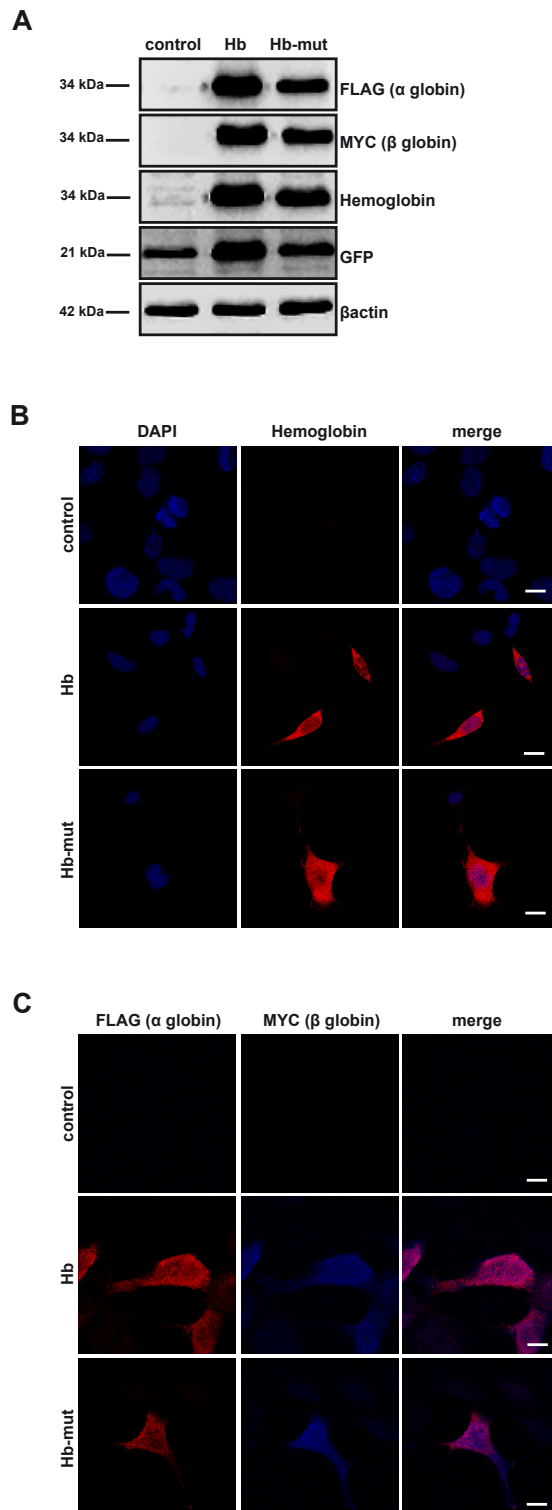 A
control Hb Hb-mut
34 kDa FLAG (α globin)
34 kDa MYC (β globin)
34 kDa Hemoglobin
21 kDa GFP
42 kDa βactin
B
DAPI Hemoglobin merge
control
Hb
Hb-mut
C
FLAG (α globin) MYC (β globin) merge
control
Hb
Hb-mut